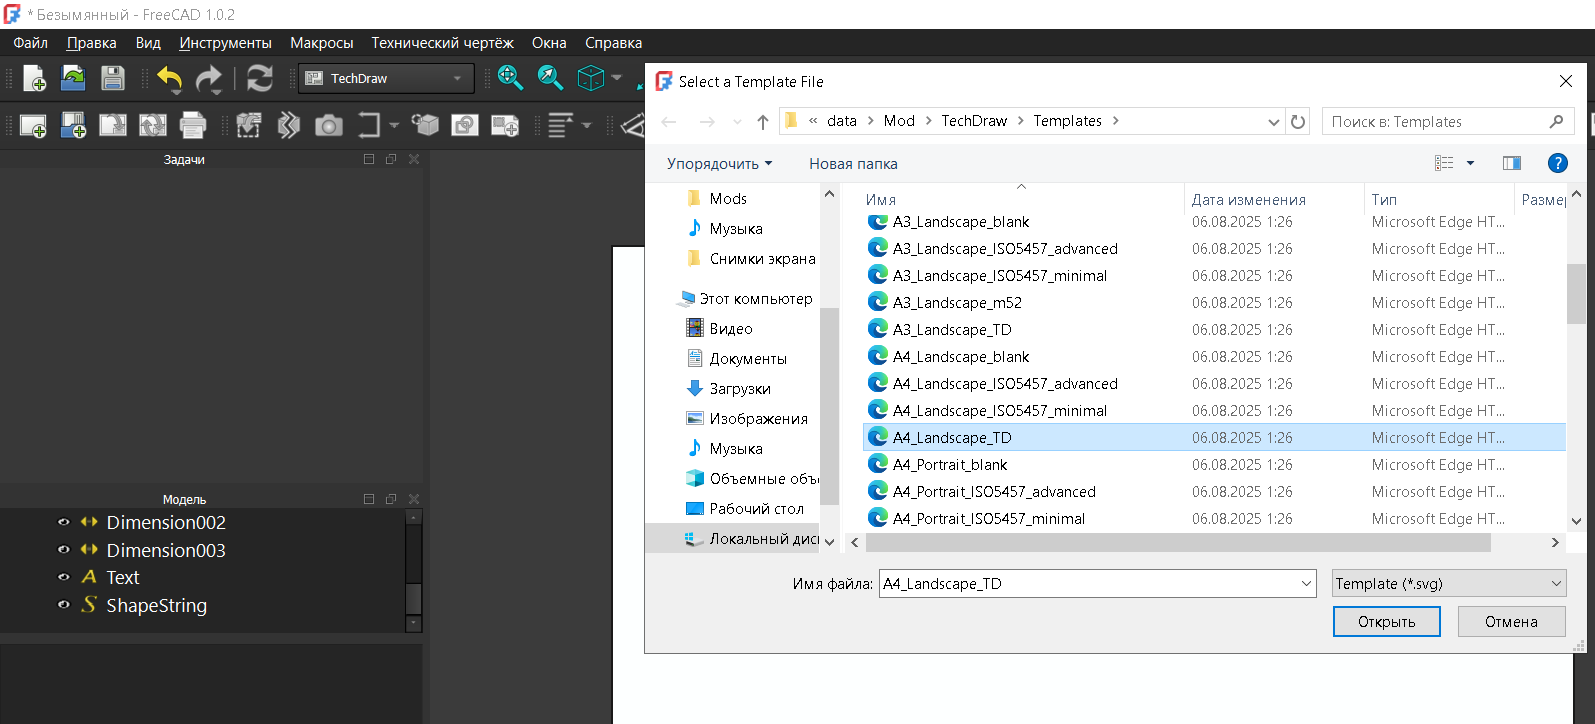 * Безымянный - FreeCAD 1.0.2
Файл Правка Вид Инструменты Макросы Технический чертёж Окна Справка
TechDraw
Задачи
Модель
Dimension002
Dimension003
Text
ShapeString
Select a Template File
« data > Mod > TechDraw > Templates >
Поиск в: Templates
Упорядочить Новая папка
?
Mods
Музыка
Снимки экрана
Этот компьютер
Видео
Документы
Загрузки
Изображения
Музыка
Объемные объ
Рабочий стол
Локальный диск
Имя Дата изменения Тип Размер
A3_Landscape_blank 06.08.2025 1:26 Microsoft Edge HT...
A3_Landscape_ISO5457_advanced 06.08.2025 1:26 Microsoft Edge HT...
A3_Landscape_ISO5457_minimal 06.08.2025 1:26 Microsoft Edge HT...
A3_Landscape_m52 06.08.2025 1:26 Microsoft Edge HT...
A3_Landscape_TD 06.08.2025 1:26 Microsoft Edge HT...
A4_Landscape_blank 06.08.2025 1:26 Microsoft Edge HT...
A4_Landscape_ISO5457_advanced 06.08.2025 1:26 Microsoft Edge HT...
A4_Landscape_ISO5457_minimal 06.08.2025 1:26 Microsoft Edge HT...
A4_Landscape_TD 06.08.2025 1:26 Microsoft Edge HT...
A4_Portrait_blank 06.08.2025 1:26 Microsoft Edge HT...
A4_Portrait_ISO5457_advanced 06.08.2025 1:26 Microsoft Edge HT...
A4_Portrait_ISO5457_minimal 06.08.2025 1:26 Microsoft Edge HT...
Имя файла: A4_Landscape_TD
Template (*.svg)
Открыть Отмена